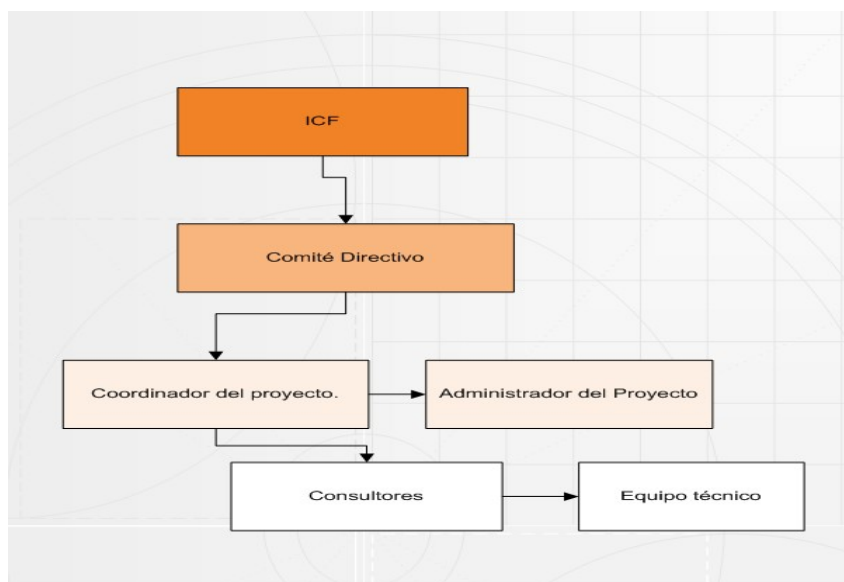 ICF
Comité Directivo
Coordinador del proyecto.
Administrador del Proyecto
Consultores
Equipo técnico